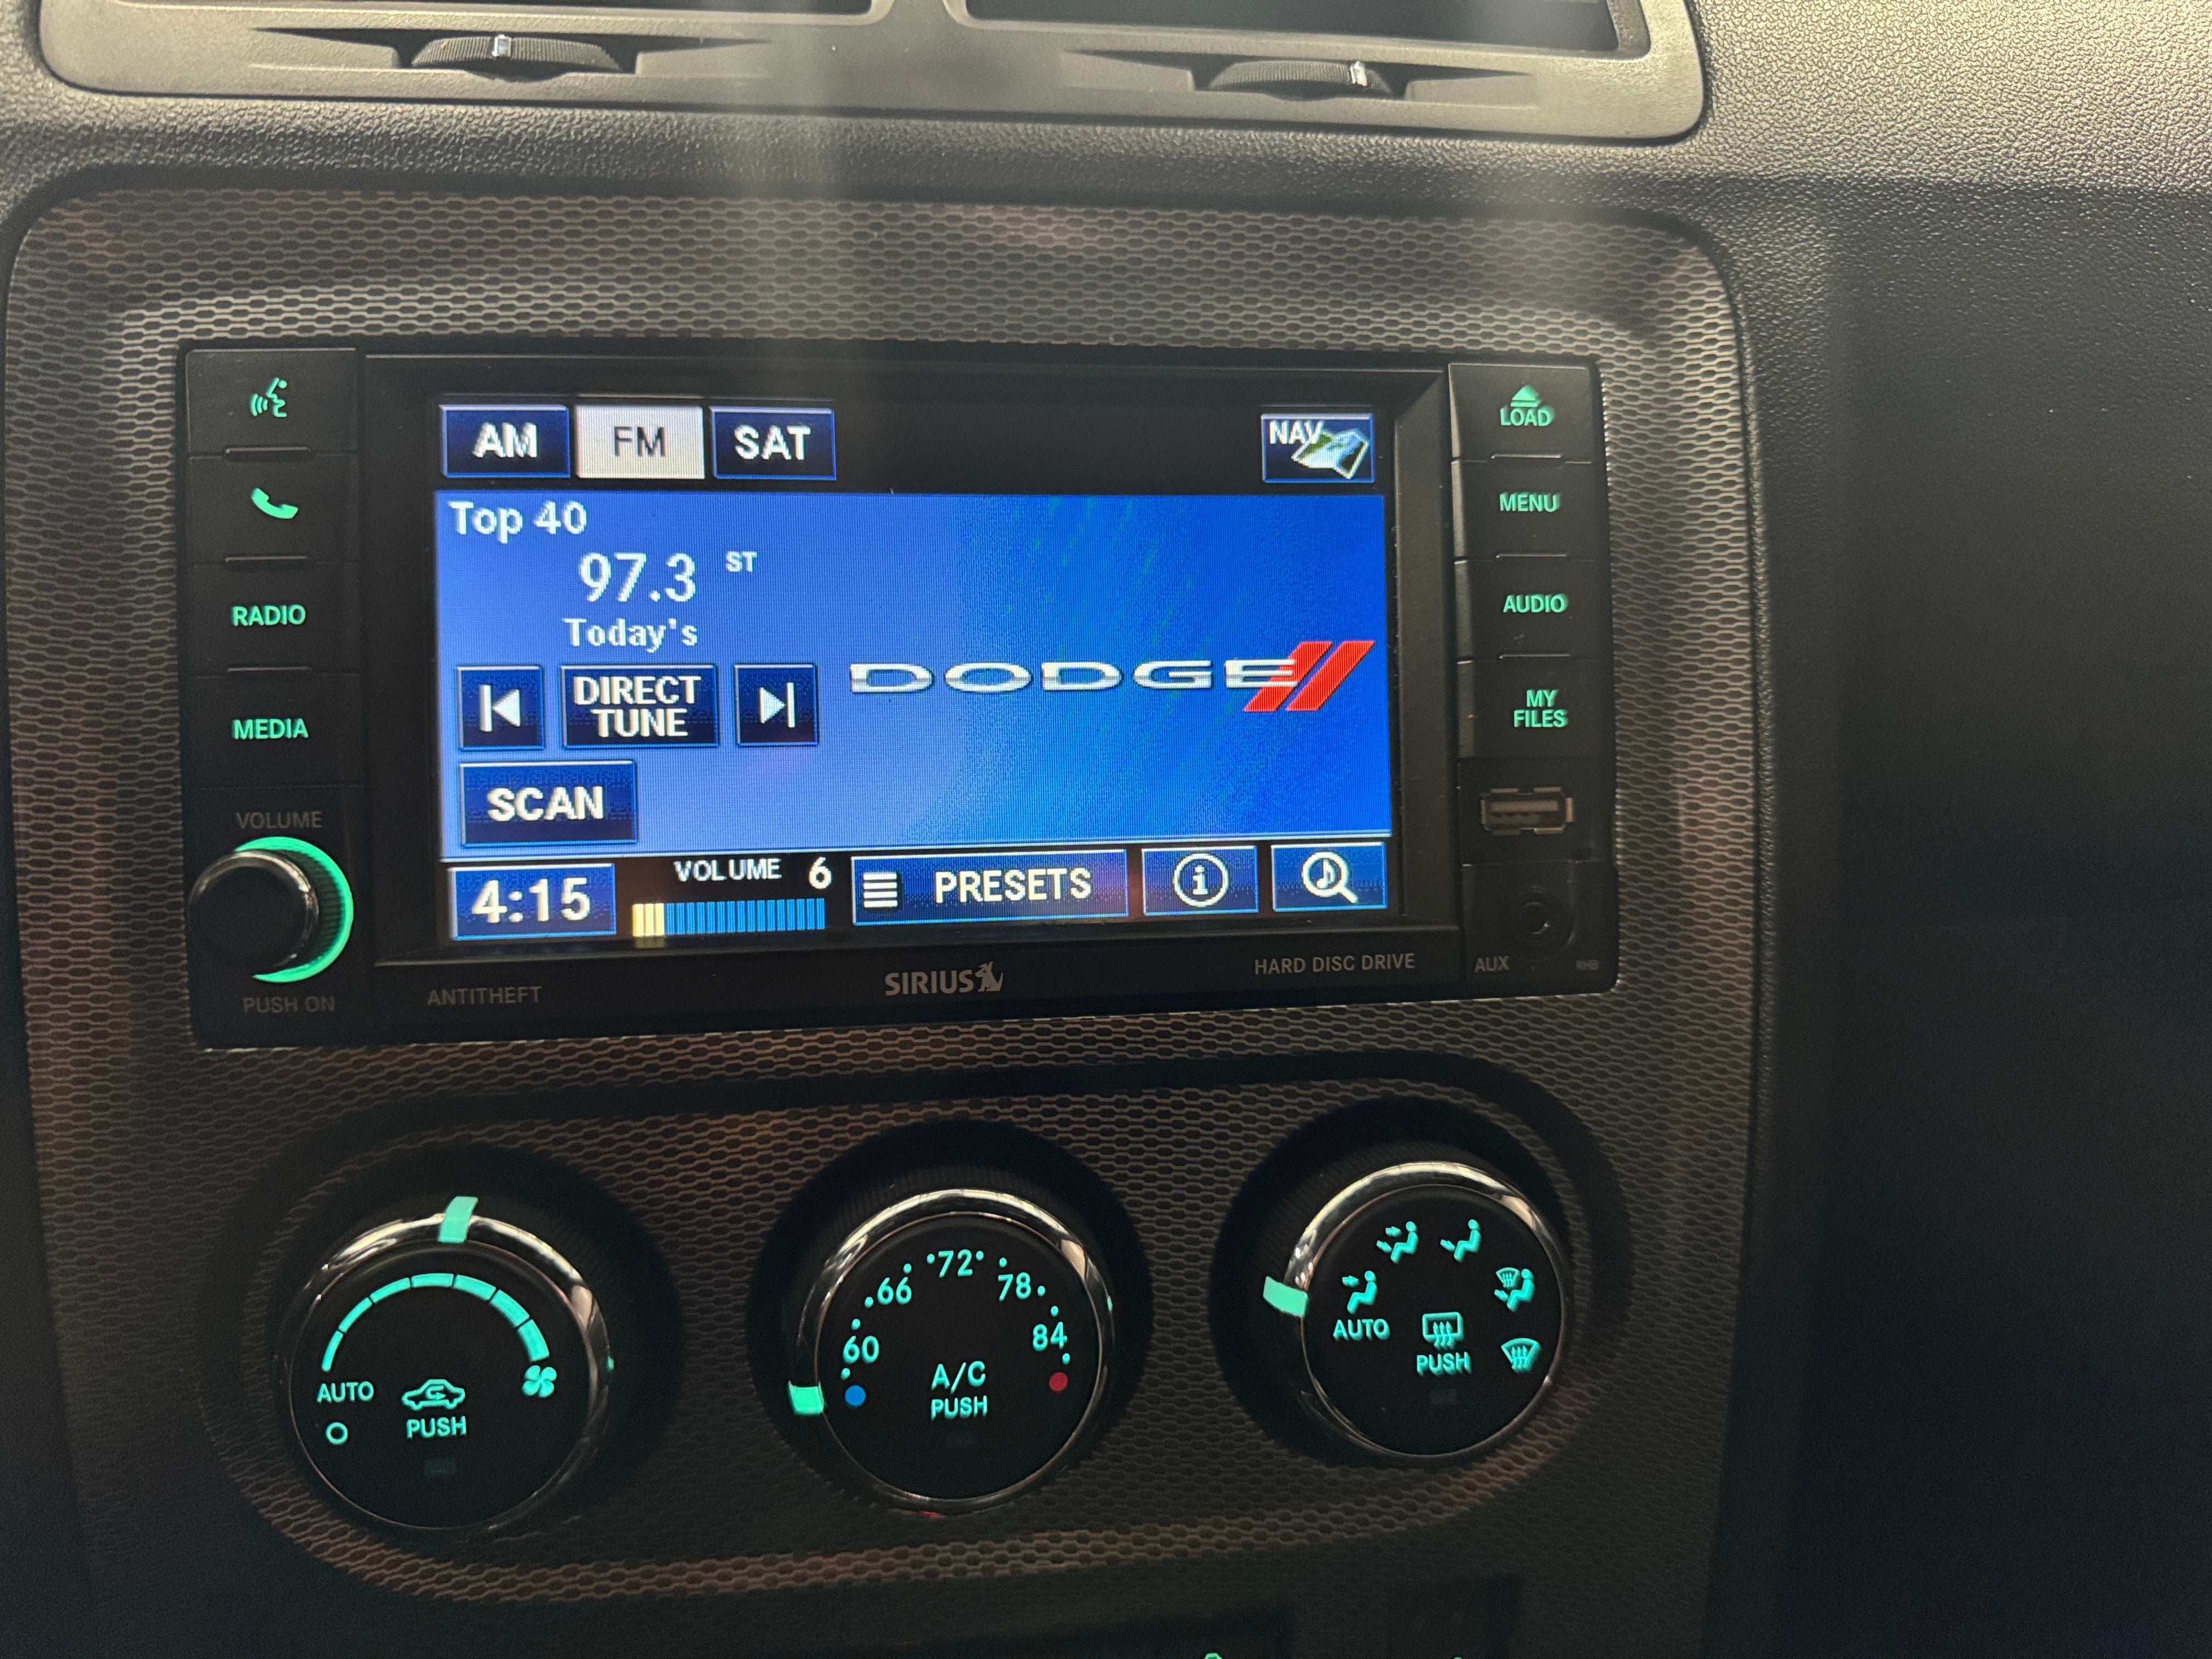 AM FM SAT NAV
LOAD
MENU
Top 40
97.3 ST
Today's
AUDIO
RADIO
DIRECT
TUNE
DODGE
MY
FILES
MEDIA
SCAN
VOLUME
4:15 VOLUME 6 PRESETS i
PUSH ON
ANTITHEFT
SIRIUS
HARD DISC DRIVE
AUX
RHB
AUTO
PUSH
60 66 72 78 84
A/C
PUSH
AUTO
PUSH